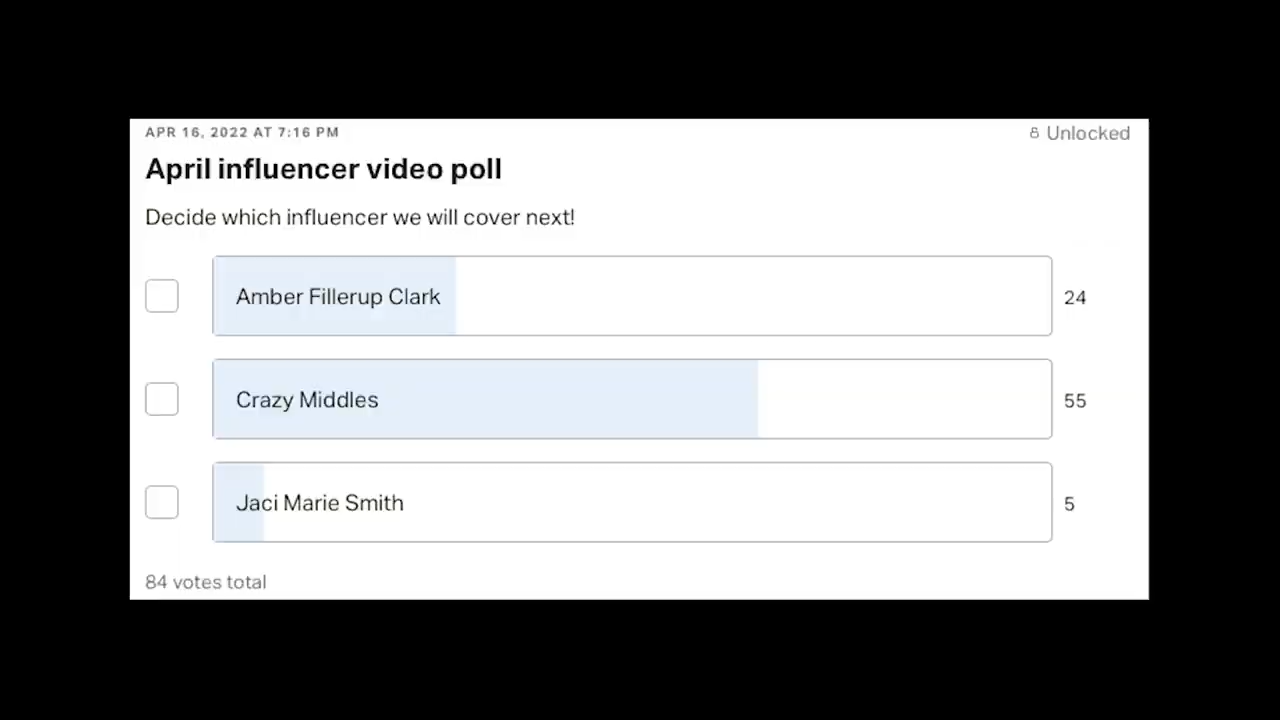 APR 16, 2022 AT 7:16 PM
Unlocked
April influencer video poll
Decide which influencer we will cover next!
Amber Fillerup Clark 24
Crazy Middles 55
Jaci Marie Smith 5
84 votes total